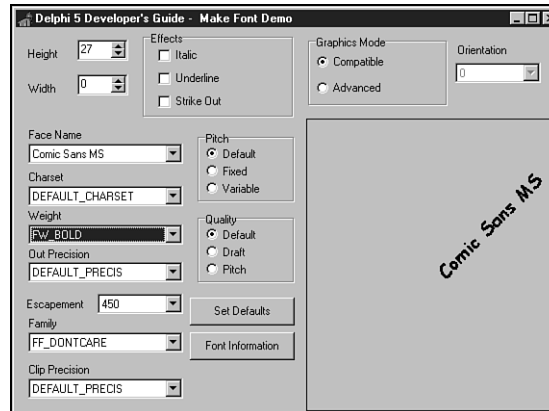 Delphi 5 Developer's Guide - Make Font Demo
Height 27
Width 0
Effects
Italic
Underline
Strike Out
Graphics Mode
Compatible
Advanced
Orientation
0
Face Name
Comic Sans MS
Charset
DEFAULT_CHARSET
Weight
FW_BOLD
Out Precision
DEFAULT_PRECIS
Pitch
Default
Fixed
Variable
Quality
Default
Draft
Pitch
Escapement 450
Family
FF_DONTCARE
Clip Precision
DEFAULT_PRECIS
Set Defaults
Font Information
Comic Sans MS